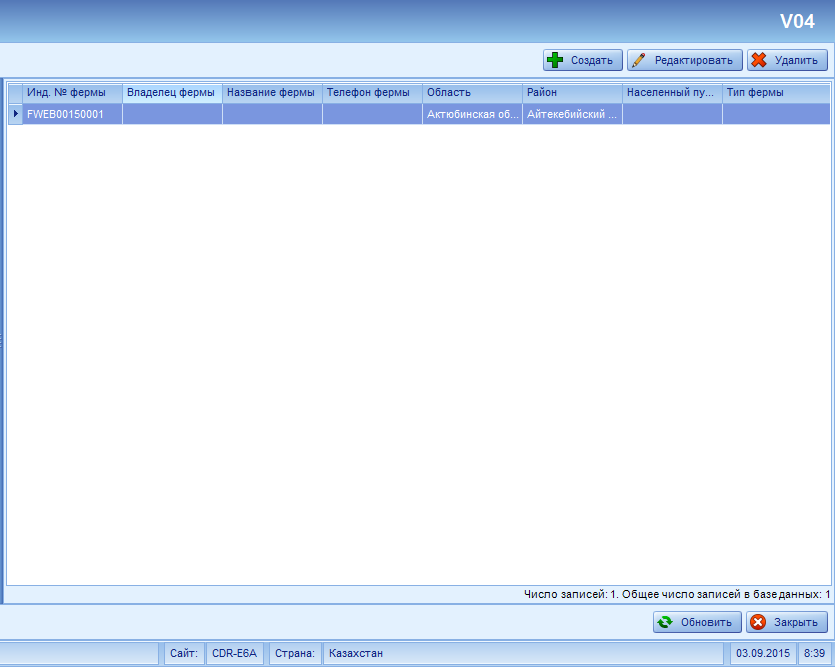 V04
Создать Редактировать Удалить
Инд. № фермы Владелец фермы Название фермы Телефон фермы Область Район Населенный пу... Тип фермы
FWEB00150001 Актюбинская об... Айтекебийский ...
Число записей: 1. Общее число записей в базе данных: 1
Обновить Закрыть
Сайт: CDR-E6A Страна: Казахстан 03.09.2015 8:39